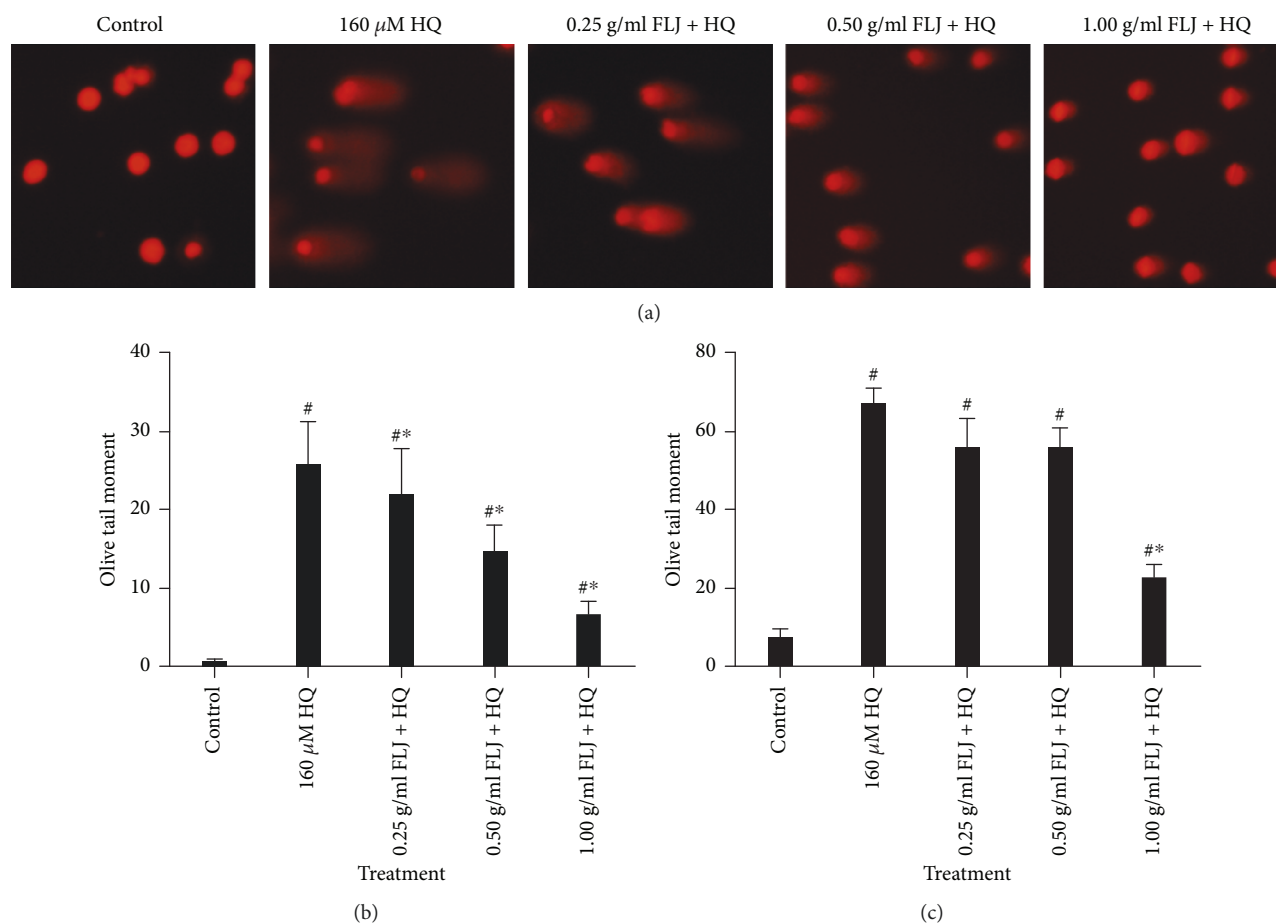 Control
160 μM HQ
0.25 g/ml FLJ + HQ
0.50 g/ml FLJ + HQ
1.00 g/ml FLJ + HQ
(a)
40
30
20
10
0
Olive tail moment
#
#*
#*
#*
Control
160 μM HQ
0.25 g/ml FLJ + HQ
0.50 g/ml FLJ + HQ
1.00 g/ml FLJ + HQ
Treatment
(b)
80
60
40
20
0
Olive tail moment
#
#
#
#*
Control
160 μM HQ
0.25 g/ml FLJ + HQ
0.50 g/ml FLJ + HQ
1.00 g/ml FLJ + HQ
Treatment
(c)